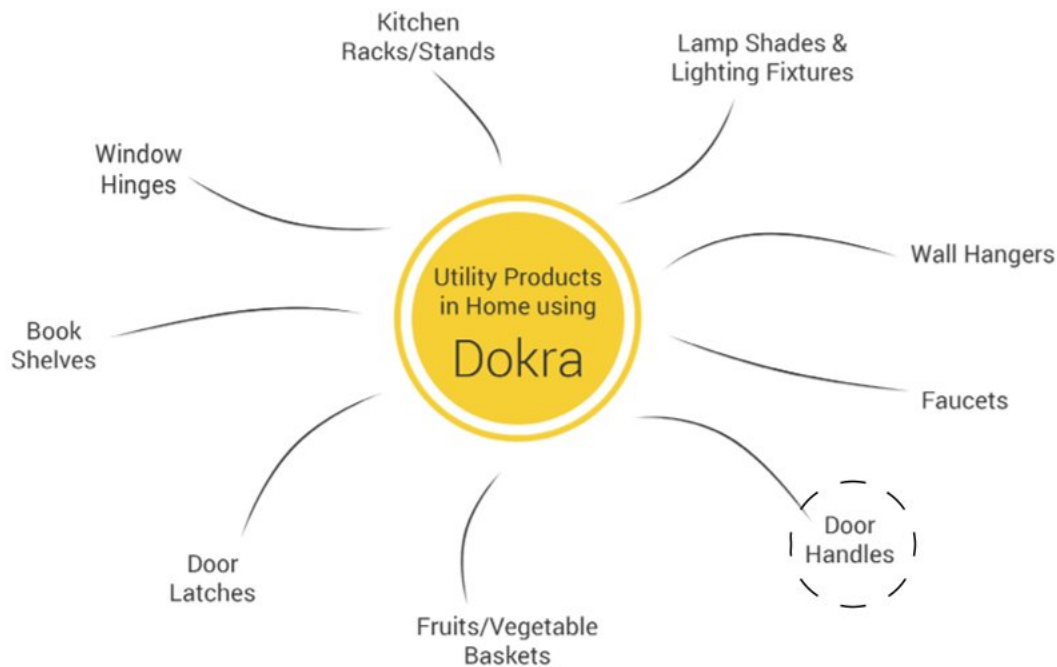 Kitchen
Racks/Stands
Lamp Shades &
Lighting Fixtures
Window
Hinges
Wall Hangers
Utility Products
in Home using
Dokra
Book
Shelves
Faucets
Door
Handles
Door
Latches
Fruits/Vegetable
Baskets